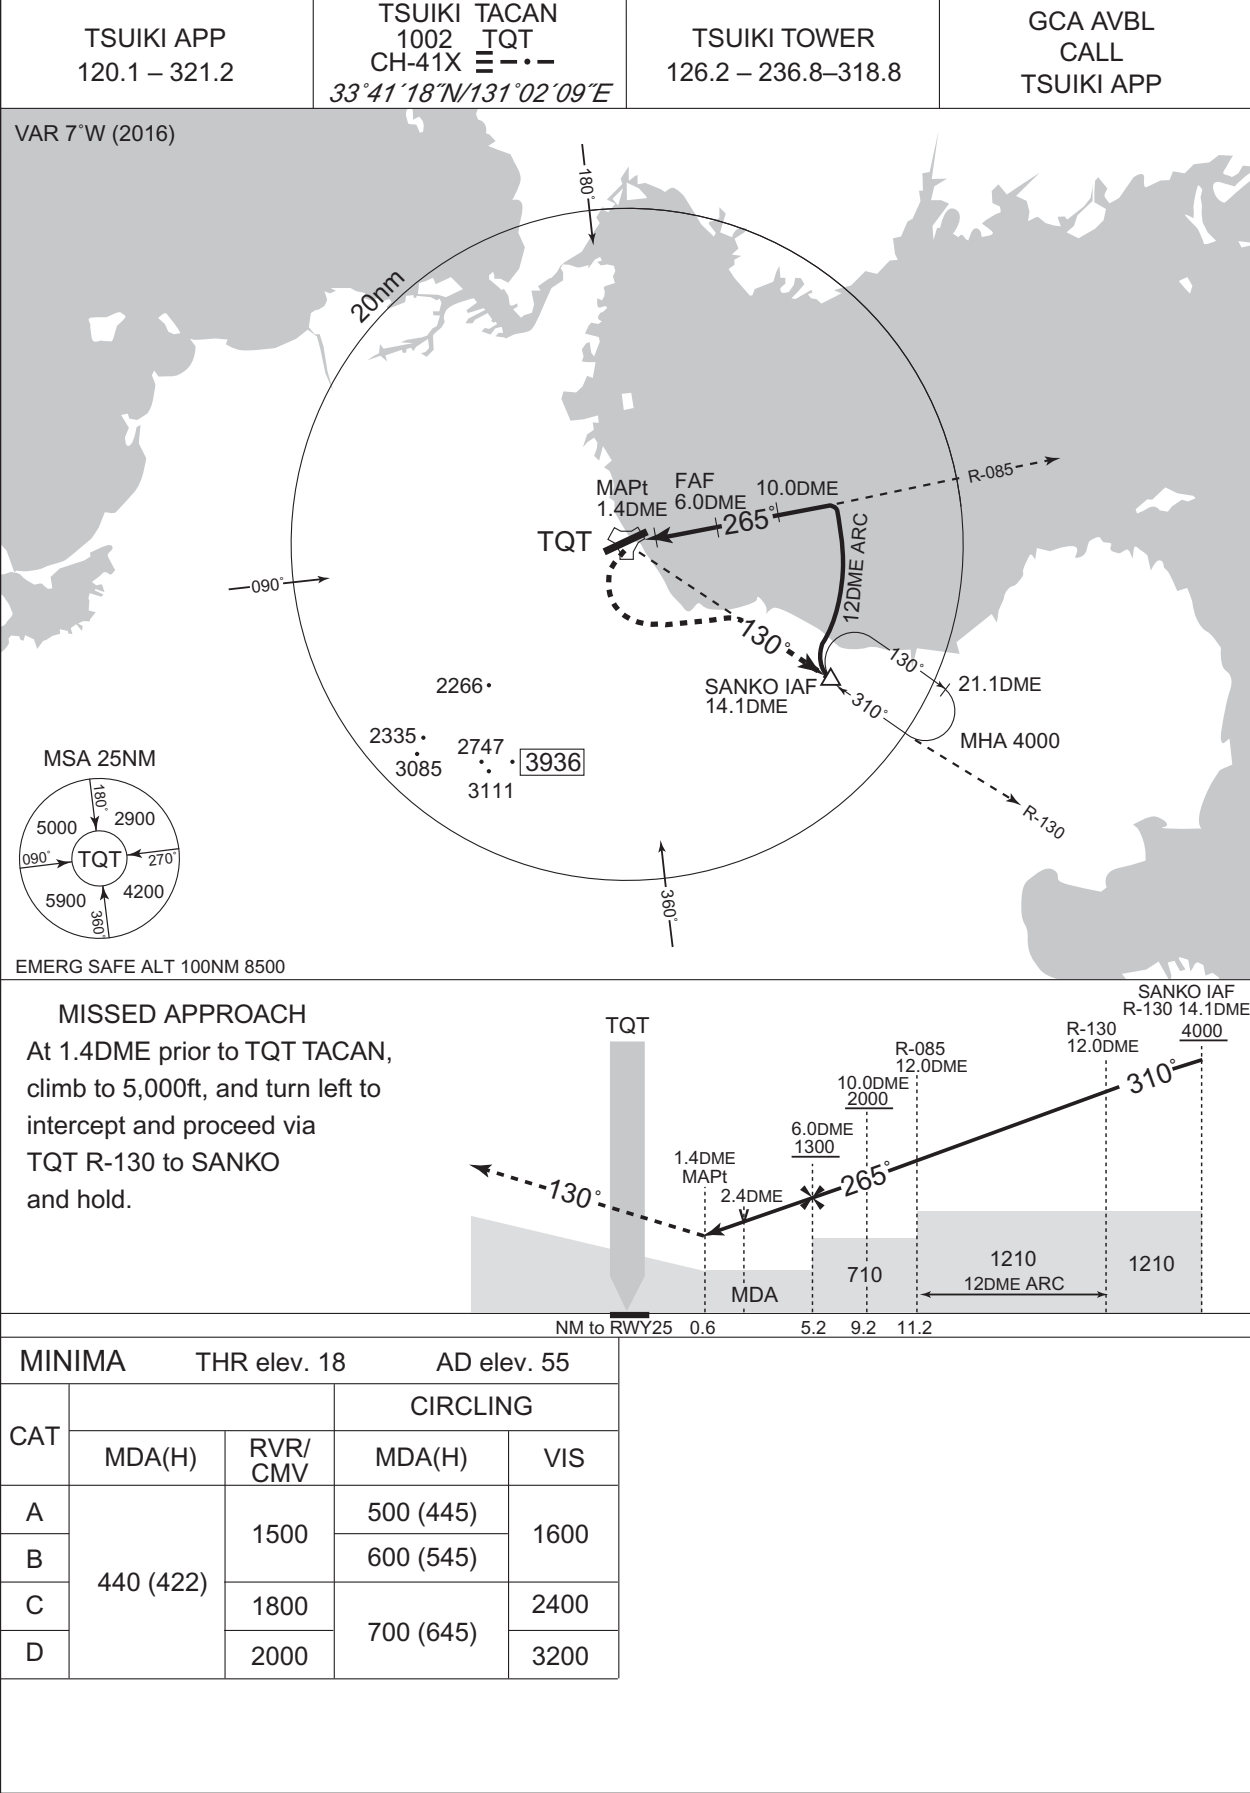 TSUIKI APP
120.1 – 321.2
TSUIKI TACAN
1002 TQT
CH-41X
33˚41´18˝N/131˚02´09˝E
TSUIKI TOWER
126.2 – 236.8–318.8
GCA AVBL
CALL
TSUIKI APP
VAR 7˚W (2016)
180˚
20nm
R-085
MAPt
1.4DME
FAF
6.0DME
10.0DME
265˚
TQT
12DME ARC
090˚
130˚
130˚
SANKO IAF
14.1DME
310˚
21.1DME
MHA 4000
R-130
2266
2335
3085
2747
3111
3936
360˚
MSA 25NM
180˚
5000
2900
090˚
TQT
270˚
5900
4200
360˚
EMERG SAFE ALT 100NM 8500
MISSED APPROACH
At 1.4DME prior to TQT TACAN,
climb to 5,000ft, and turn left to
intercept and proceed via
TQT R-130 to SANKO
and hold.
TQT
SANKO IAF
R-130 14.1DME
4000
R-130
12.0DME
310˚
R-085
12.0DME
10.0DME
2000
6.0DME
1300
1.4DME
MAPt
2.4DME
265˚
130˚
MDA
710
1210
12DME ARC
1210
NM to RWY25 0.6 5.2 9.2 11.2
MINIMA THR elev. 18 AD elev. 55
CAT
CIRCLING
MDA(H)
RVR/
CMV
MDA(H)
VIS
A
B
C
D
440 (422)
1500
1800
2000
500 (445)
600 (545)
700 (645)
1600
2400
3200